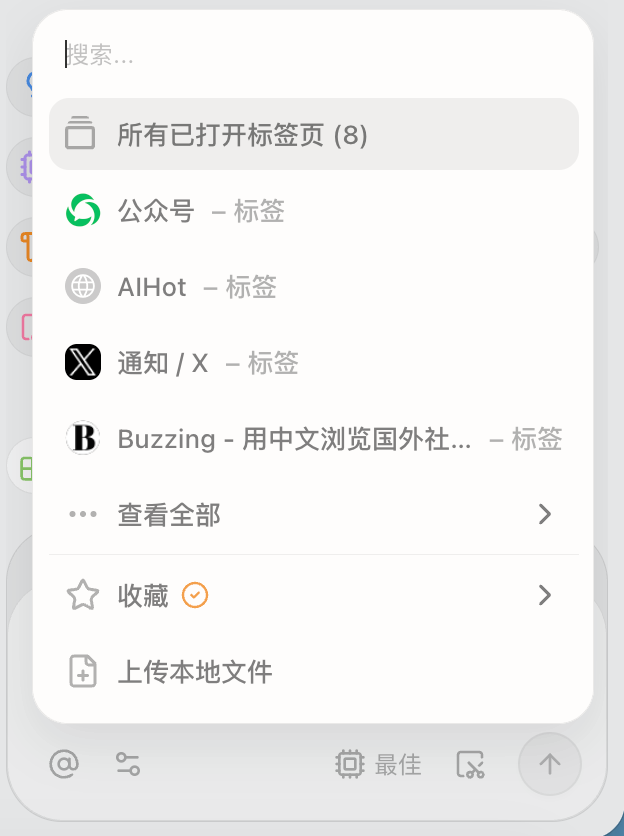 搜索...
所有已打开标签页 (8)
公众号 – 标签
AIHot – 标签
通知 / X – 标签
Buzzing - 用中文浏览国外社... – 标签
查看全部
收藏
上传本地文件
最佳